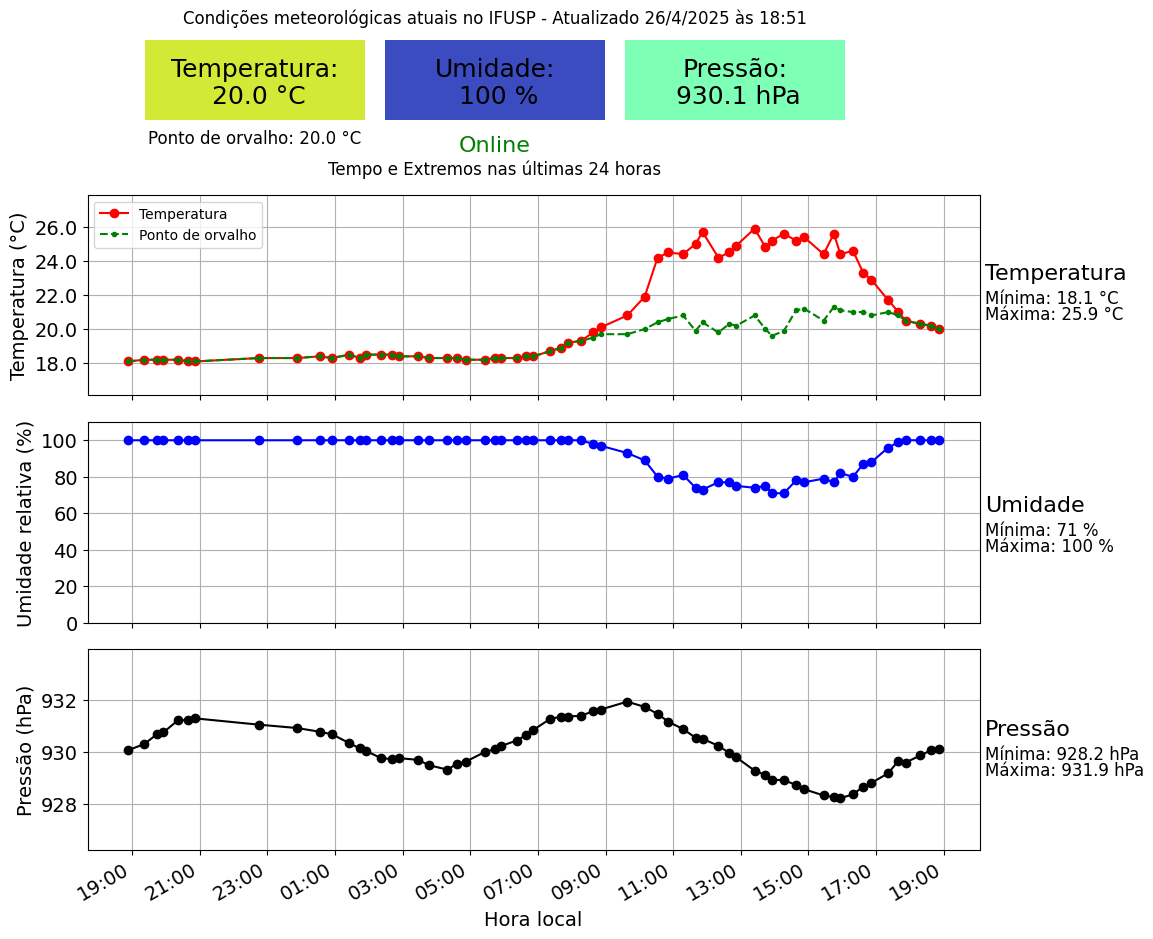 Condições meteorológicas atuais no IFUSP - Atualizado 26/4/2025 às 18:51
Temperatura:
20.0 °C
Umidade:
100 %
Pressão:
930.1 hPa
Ponto de orvalho: 20.0 °C
Online
Tempo e Extremos nas últimas 24 horas
Temperatura (°C)
26.0
24.0
22.0
20.0
18.0
Temperatura
Ponto de orvalho
Temperatura
Mínima: 18.1 °C
Máxima: 25.9 °C
Umidade relativa (%)
100
80
60
40
20
0
Umidade
Mínima: 71 %
Máxima: 100 %
Pressão (hPa)
932
930
928
Pressão
Mínima: 928.2 hPa
Máxima: 931.9 hPa
19:00
21:00
23:00
01:00
03:00
05:00
07:00
09:00
11:00
13:00
15:00
17:00
19:00
Hora local